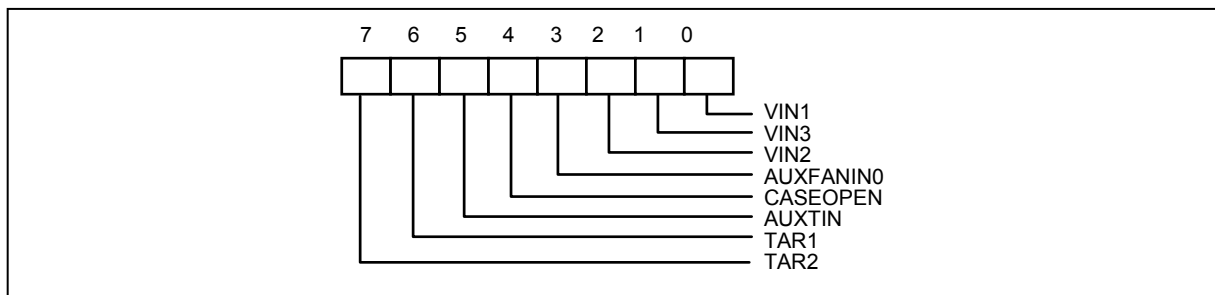 7 6 5 4 3 2 1 0
VIN1
VIN3
VIN2
AUXFANIN0
CASEOPEN
AUXTIN
TAR1
TAR2